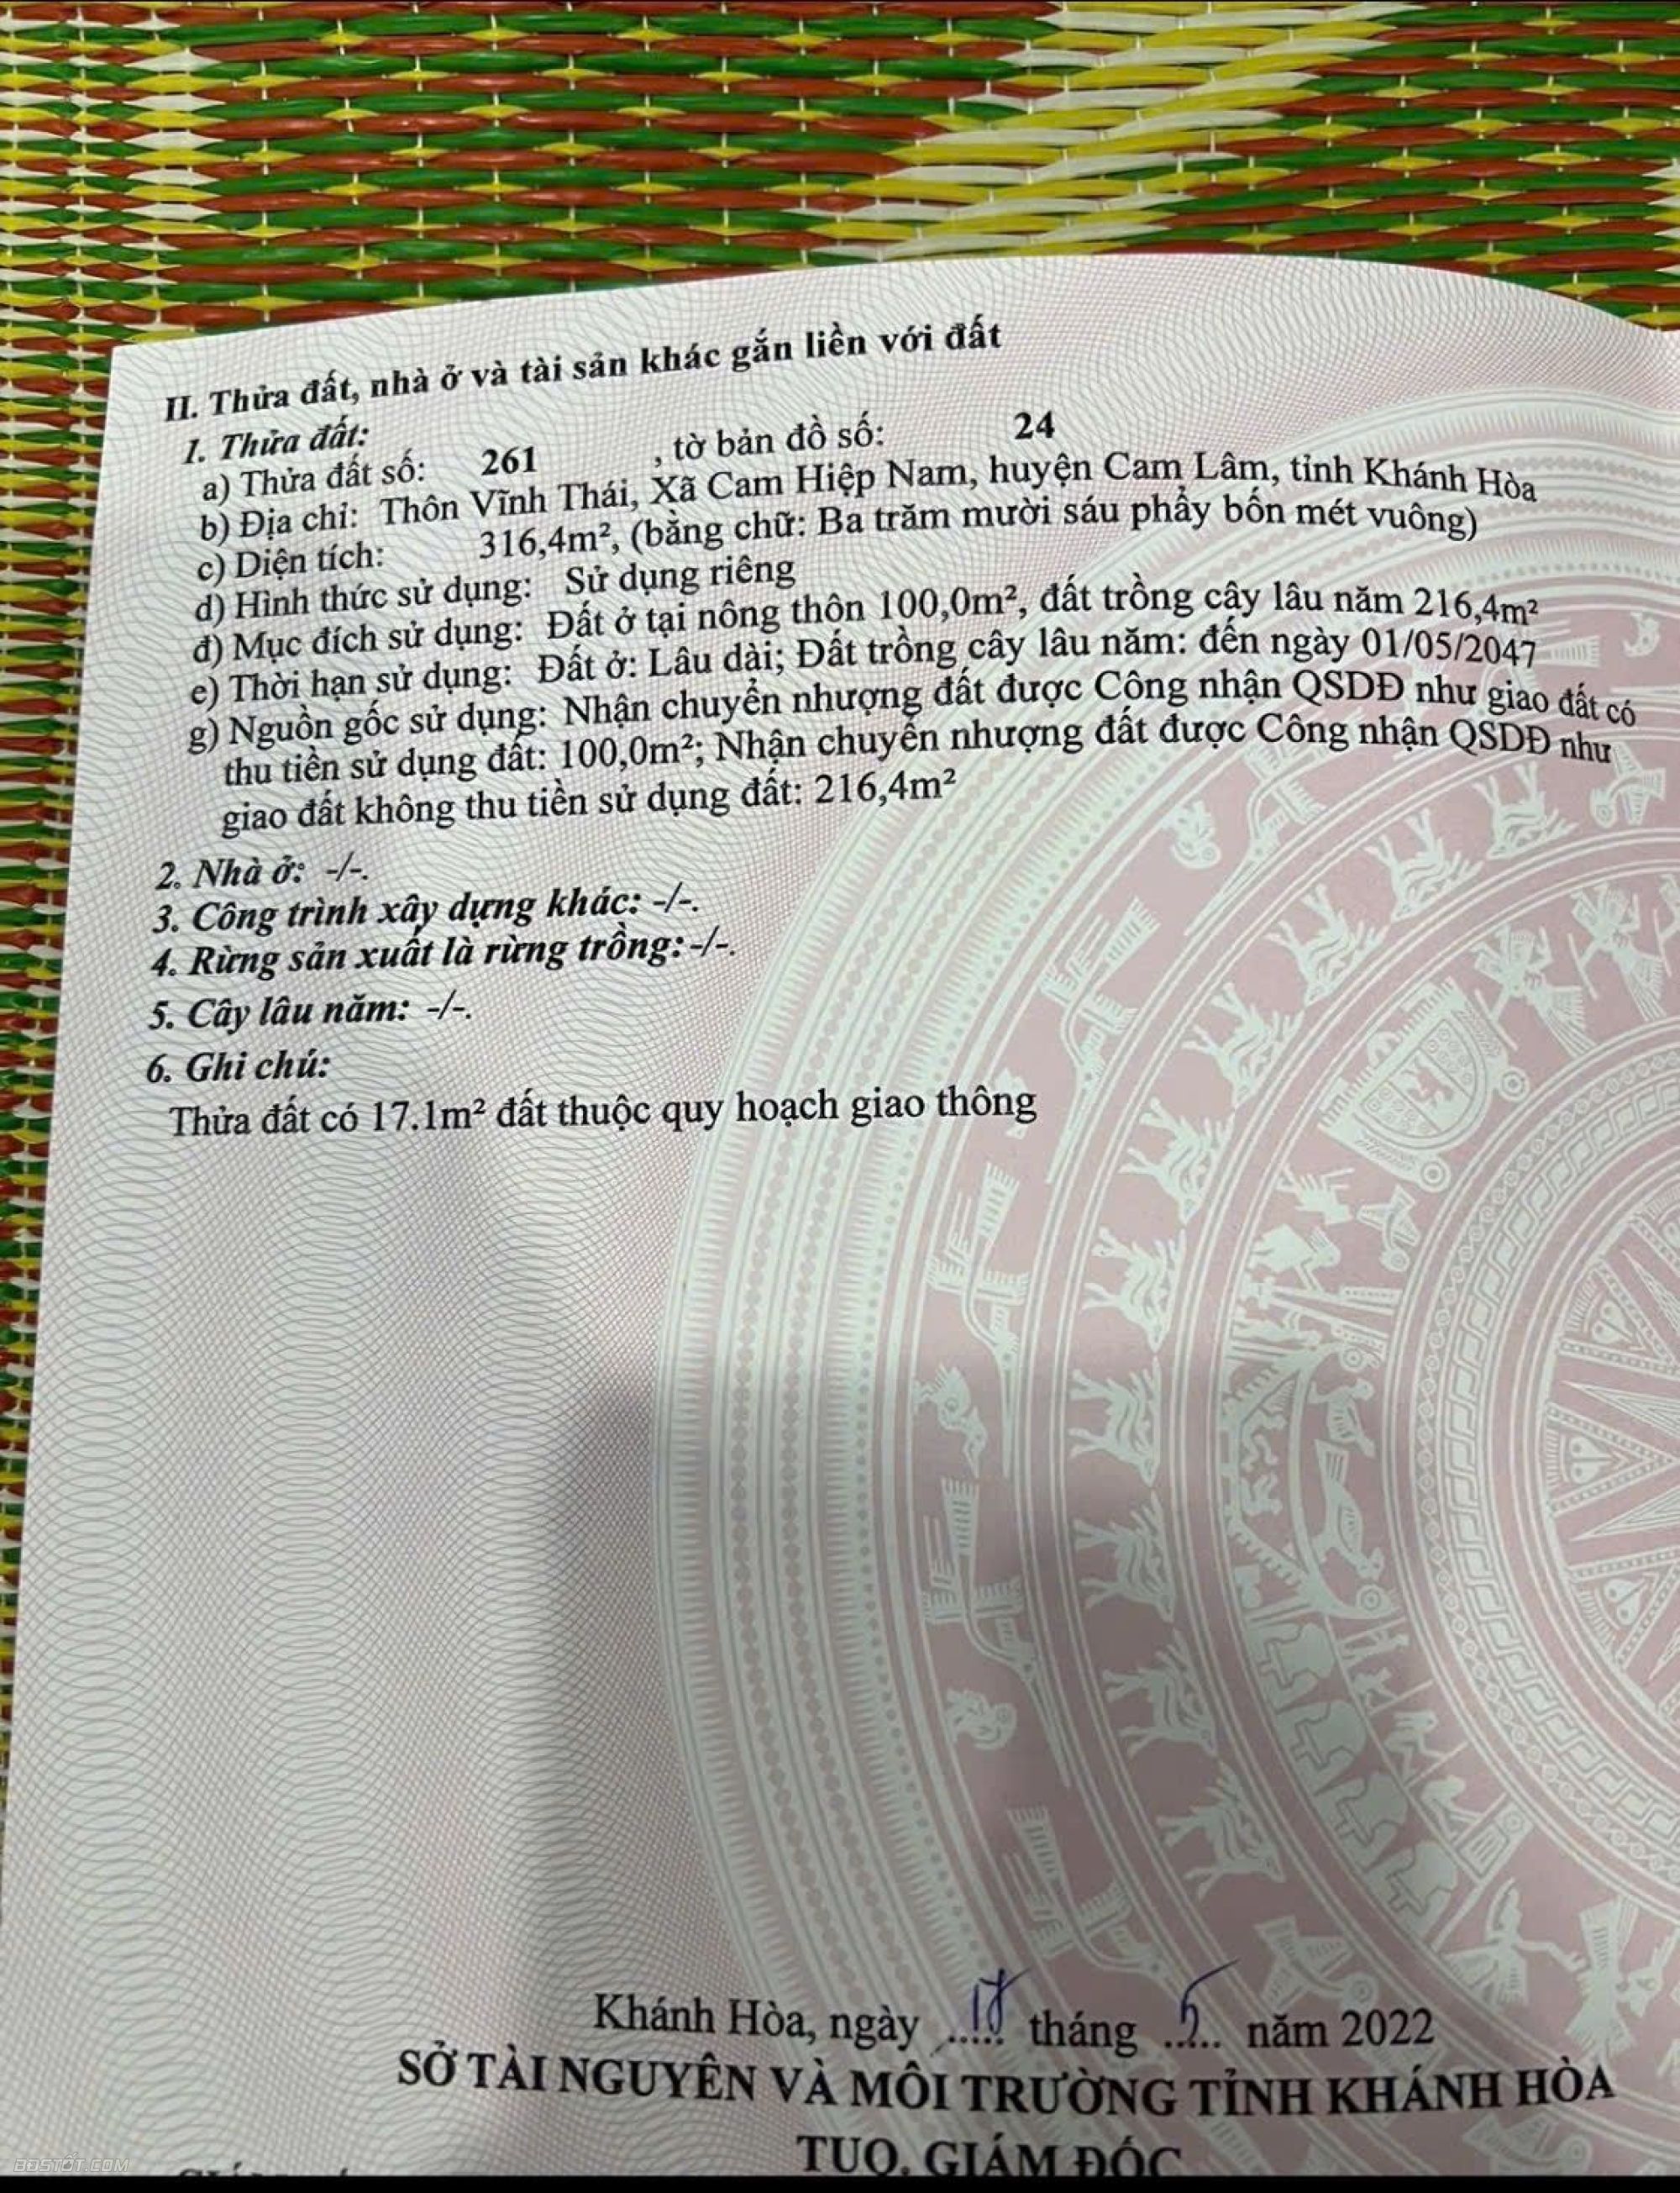 II. Thửa đất, nhà ở và tài sản khác gắn liền với đất
1. Thửa đất:
a) Thửa đất số: 261 , tờ bản đồ số: 24
b) Địa chỉ: Thôn Vĩnh Thái, Xã Cam Hiệp Nam, huyện Cam Lâm, tỉnh Khánh Hòa
c) Diện tích: 316,4m², (bằng chữ: Ba trăm mười sáu phẩy bốn mét vuông)
d) Hình thức sử dụng: Sử dụng riêng
đ) Mục đích sử dụng: Đất ở tại nông thôn 100,0m², đất trồng cây lâu năm 216,4m²
e) Thời hạn sử dụng: Đất ở: Lâu dài; Đất trồng cây lâu năm: đến ngày 01/05/2047
g) Nguồn gốc sử dụng: Nhận chuyển nhượng đất được Công nhận QSDĐ như giao đất có
thu tiền sử dụng đất: 100,0m²; Nhận chuyển nhượng đất được Công nhận QSDĐ như
giao đất không thu tiền sử dụng đất: 216,4m²
2. Nhà ở: -/-.
3. Công trình xây dựng khác: -/-.
4. Rừng sản xuất là rừng trồng: -/-.
5. Cây lâu năm: -/-.
6. Ghi chú:
Thửa đất có 17.1m² đất thuộc quy hoạch giao thông
Khánh Hòa, ngày 18 tháng 5 năm 2022
SỞ TÀI NGUYÊN VÀ MÔI TRƯỜNG TỈNH KHÁNH HÒA
TUQ. GIÁM ĐỐC
BDSTOT.COM